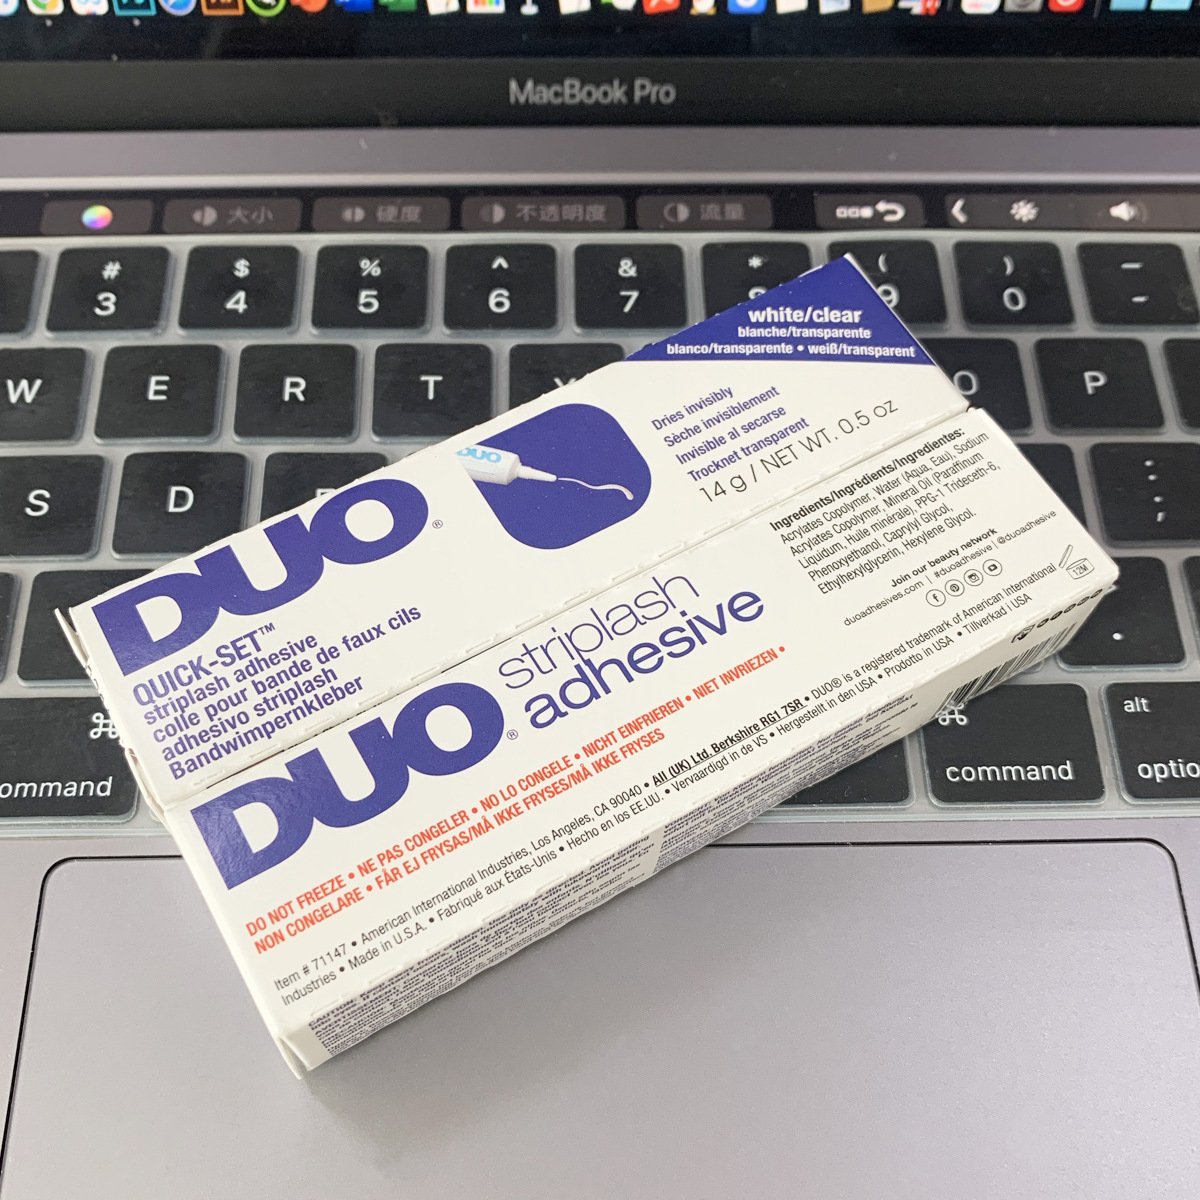 MacBook Pro
大小
硬度
不透明度
流量
# 3
$ 4
% 5
^ 6
& 7
*
( 9
) 0
W
E
R
T
P
S
D
white/clear
blanche/transparente
blanco/transparente • weiß/transparent
Dries invisibly
Sèche invisiblement
Invisible al secarse
Trocknet transparent
14 g / NET WT. 0.5 oz
DUO
DUO®
QUICK-SET™
striplash adhesive
colle pour bande de faux cils
adhesivo striplash
Bandwimpernkleber
DUO®
striplash
adhesive
DO NOT FREEZE • NE PAS CONGELER • NO LO CONGELE • NICHT EINFRIEREN • NIET INVRIEZEN •
NON CONGELARE • FÅR EJ FRYSAS/MÅ IKKE FRYSES/MÅ IKKE FRYSES
Item # 71147 • American International Industries, Los Angeles, CA 90040 • AII (UK) Ltd. Berkshire RG1 7SR • DUO® is a registered trademark of American International
Industries • Made in U.S.A. • Fabriqué aux États-Unis • Hecho en los EE.UU. • Vervaardigd in de VS • Hergestellt in den USA • Prodotto in USA • Tillverkad i USA
Ingredients/Ingrédients/Ingredientes:
Acrylates Copolymer, Water (Aqua, Eau), Sodium
Acrylates Copolymer, Mineral Oil (Paraffinum
Liquidum, Huile minérale), PPG-1 Trideceth-6,
Phenoxyethanol, Caprylyl Glycol,
Ethylhexylglycerin, Hexylene Glycol.
Join our beauty network
duoadhesives.com | #duoadhesive | @duoadhesive
12M
command
command
alt
optio